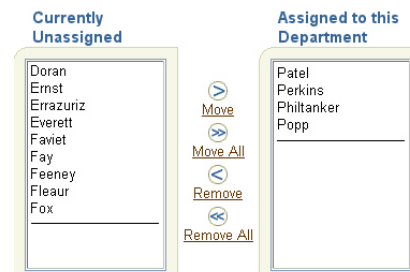 Currently
Unassigned
Doran
Ernst
Errazuriz
Everett
Faviet
Fay
Feeney
Fleaur
Fox
Move
Move All
Remove
Remove All
Assigned to this
Department
Patel
Perkins
Philtanker
Popp